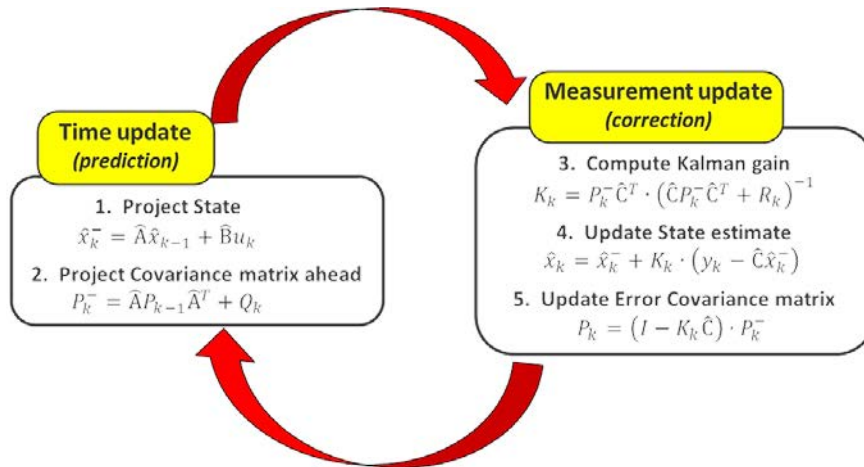 Time update
(prediction)
1. Project State
x̂ₖ⁻ = Âx̂ₖ₋₁ + B̂uₖ
2. Project Covariance matrix ahead
Pₖ⁻ = ÂPₖ₋₁Âᵀ + Qₖ
Measurement update
(correction)
3. Compute Kalman gain
Kₖ = Pₖ⁻Ĉᵀ · (ĈPₖ⁻Ĉᵀ + Rₖ)⁻¹
4. Update State estimate
x̂ₖ = x̂ₖ⁻ + Kₖ · (yₖ − Ĉx̂ₖ⁻)
5. Update Error Covariance matrix
Pₖ = (I − KₖĈ) · Pₖ⁻